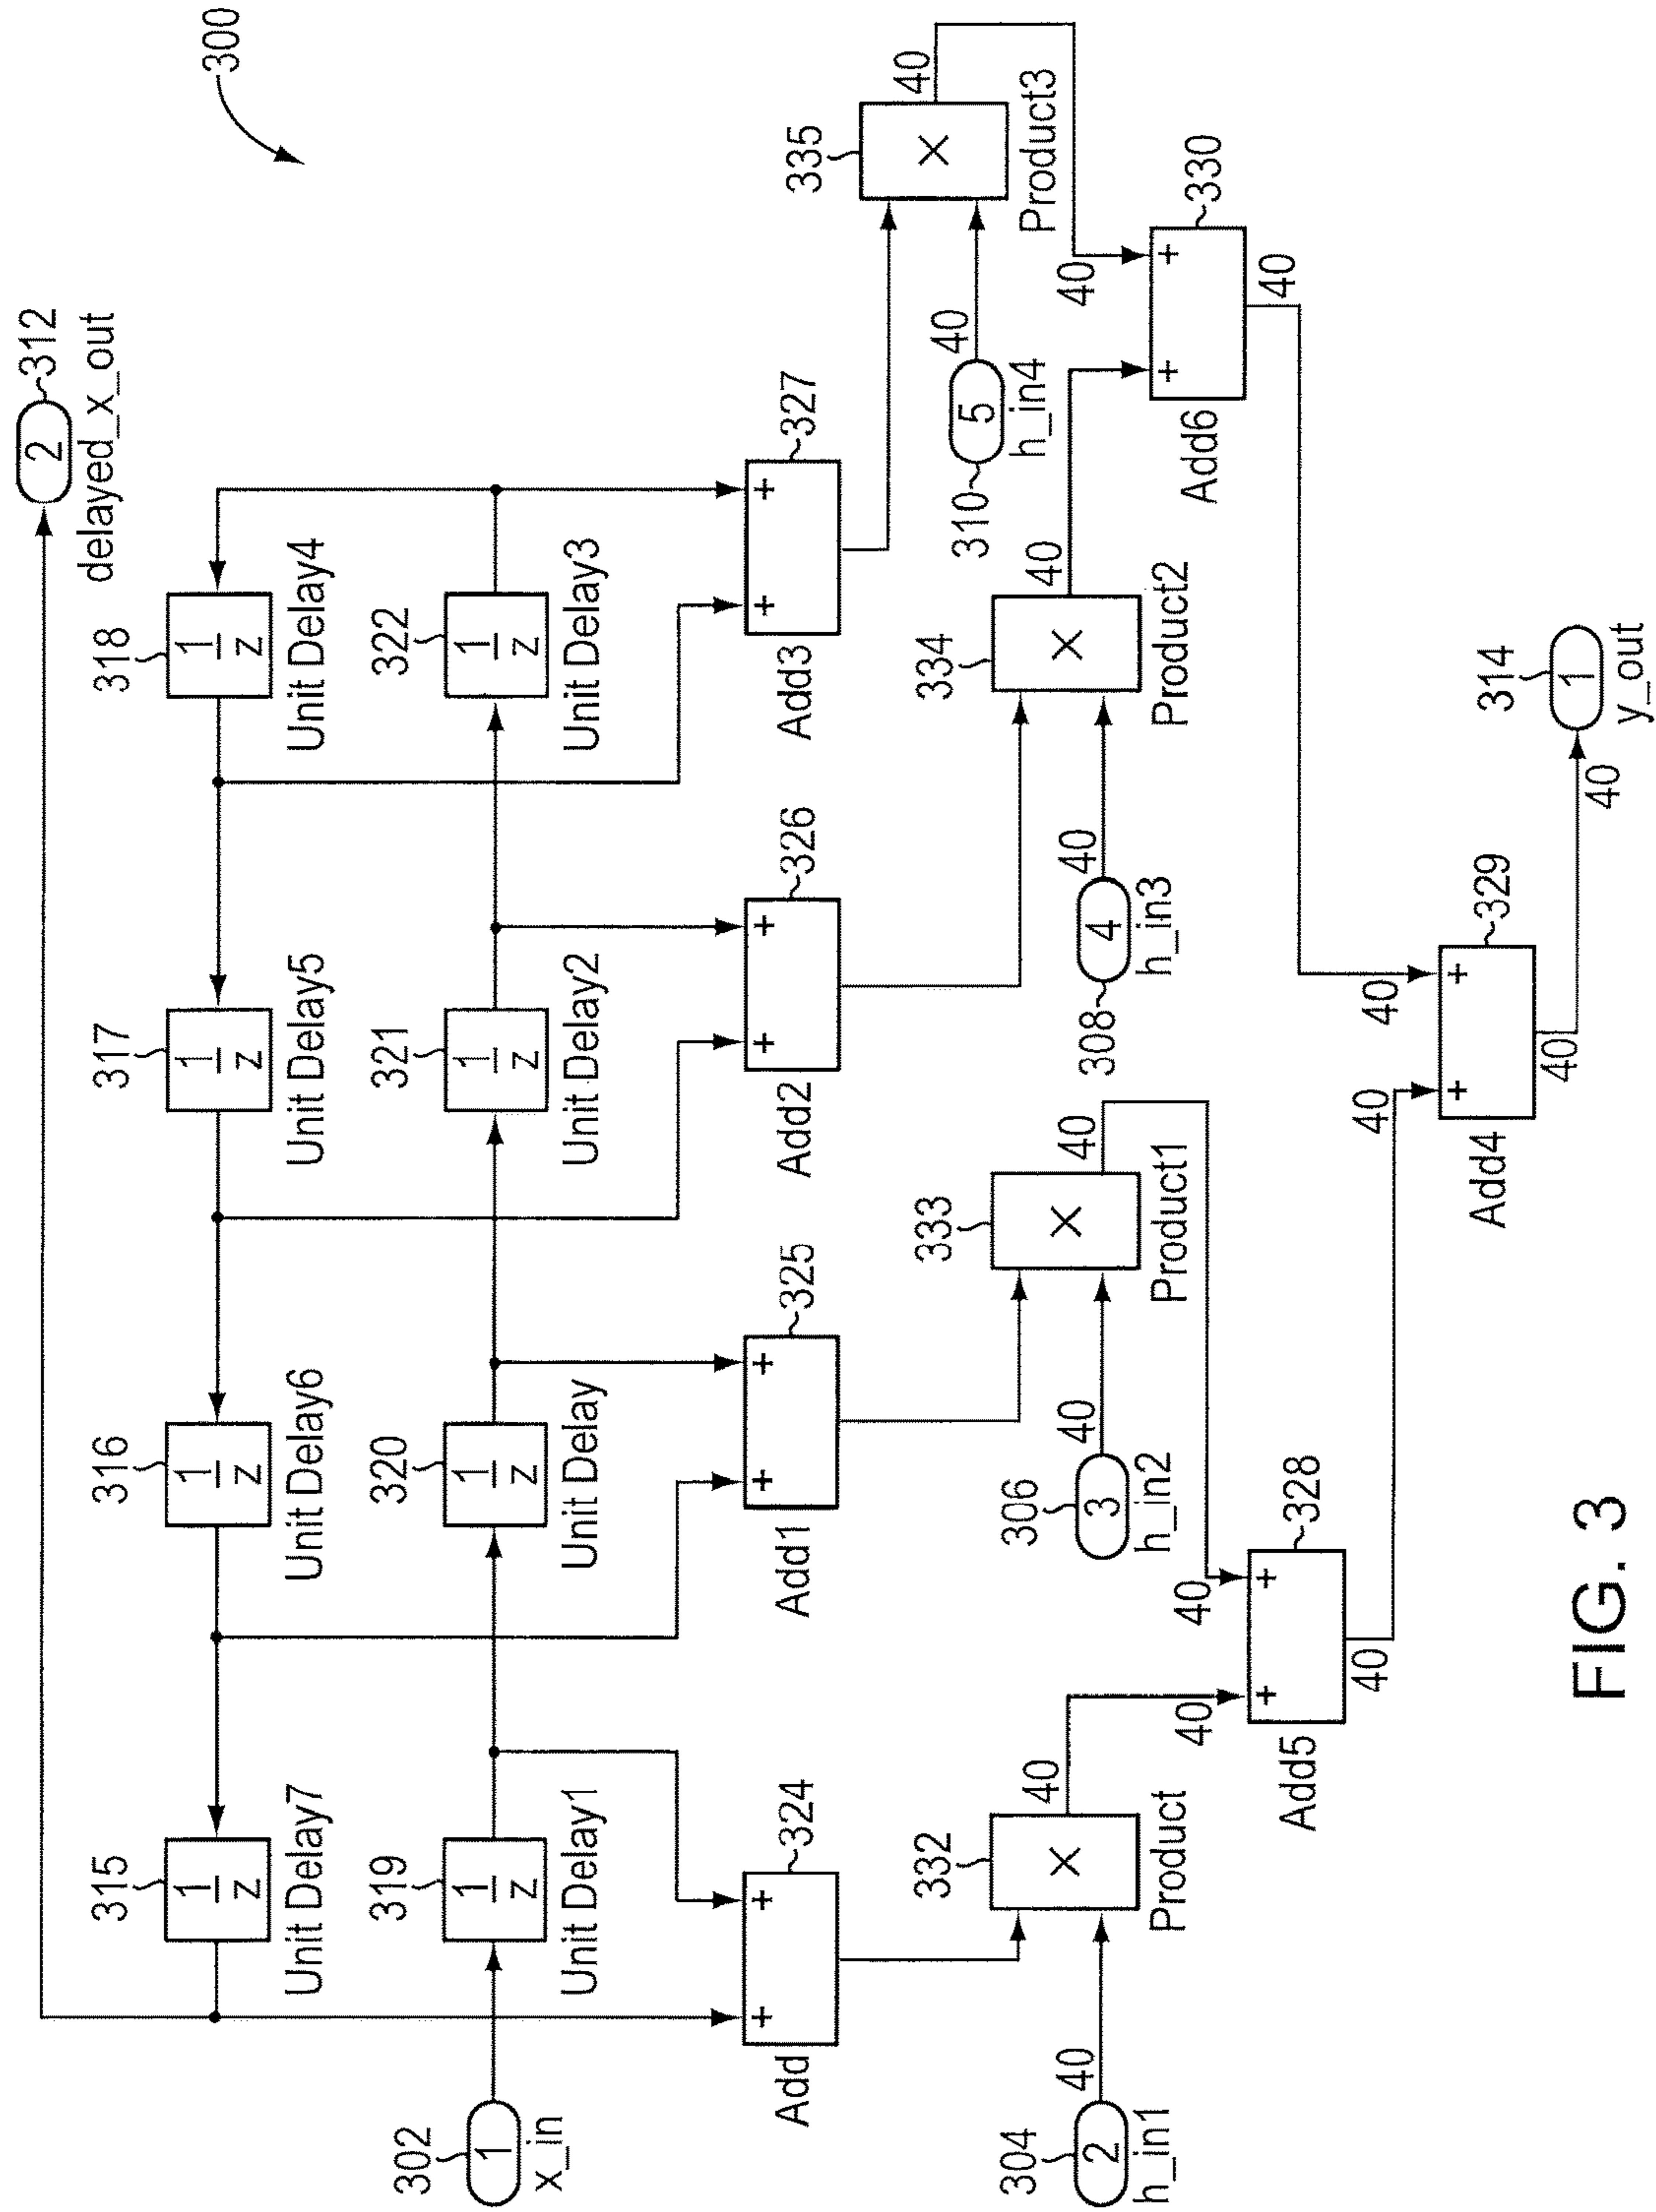 300
2
312
delayed_x_out
318
1
z
Unit Delay4
317
1
z
Unit Delay5
316
1
z
Unit Delay6
315
1
z
Unit Delay7
302
1
x_in
319
1
z
Unit Delay1
320
1
z
Unit Delay
321
1
z
Unit Delay2
322
1
z
Unit Delay3
+
+
Add
324
+
+
Add1
325
+
+
Add2
326
+
+
Add3
327
304
2
h_in1
40
332
×
Product
40
306
3
h_in2
40
333
×
Product1
40
308
4
h_in3
40
334
×
Product2
40
310
5
h_in4
40
335
×
Product3
40
40
40
+
+
Add5
328
40
40
+
+
Add6
330
40
40
40
+
+
Add4
329
40
40
314
1
y_out
FIG. 3